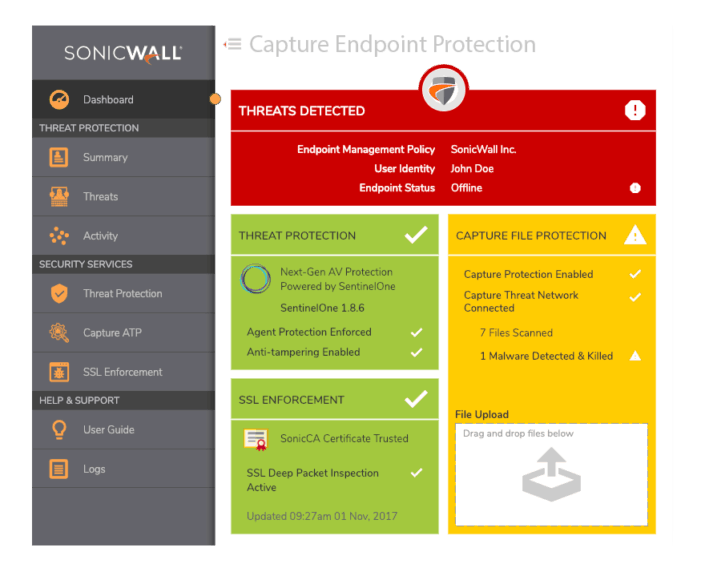 SONICWALL
Capture Endpoint Protection
Dashboard
THREAT PROTECTION
Summary
Threats
Activity
SECURITY SERVICES
Threat Protection
Capture ATP
SSL Enforcement
HELP & SUPPORT
User Guide
Logs
THREATS DETECTED
Endpoint Management Policy SonicWall Inc.
User Identity John Doe
Endpoint Status Offline
THREAT PROTECTION
Next-Gen AV Protection
Powered by SentinelOne
SentinelOne 1.8.6
Agent Protection Enforced
Anti-tampering Enabled
SSL ENFORCEMENT
SonicCA Certificate Trusted
SSL Deep Packet Inspection
Active
Updated 09:27am 01 Nov, 2017
CAPTURE FILE PROTECTION
Capture Protection Enabled
Capture Threat Network
Connected
7 Files Scanned
1 Malware Detected & Killed
File Upload
Drag and drop files below